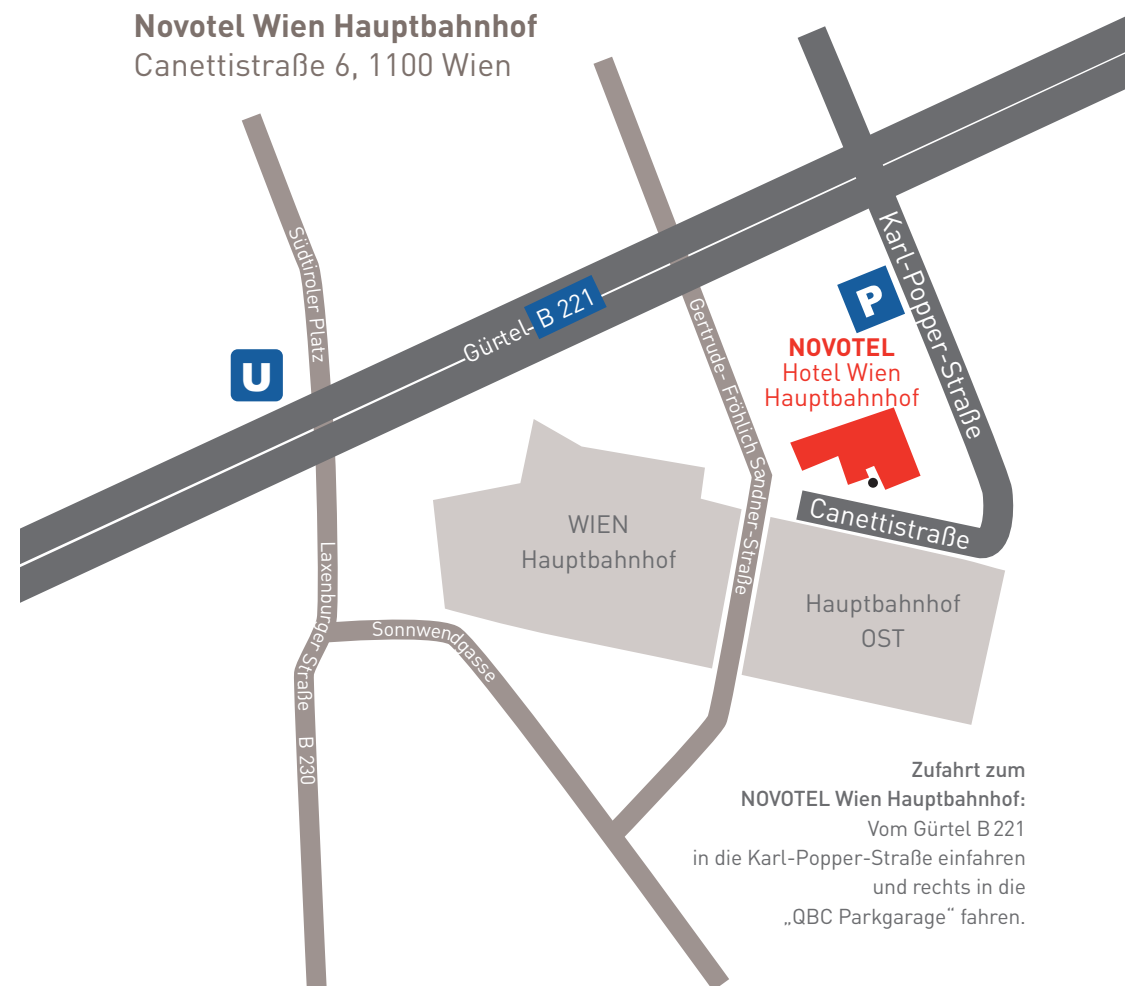 Novotel Wien Hauptbahnhof
Canettistraße 6, 1100 Wien
Südtiroler Platz
U
Gürtel
B 221
Gertrude- Fröhlich Sandner-Straße
Karl-Popper-Straße
P
NOVOTEL
Hotel Wien
Hauptbahnhof
Canettistraße
WIEN
Hauptbahnhof
Hauptbahnhof
OST
Laxenburger Straße
B 230
Sonnwendgasse
Zufahrt zum
NOVOTEL Wien Hauptbahnhof:
Vom Gürtel B 221
in die Karl-Popper-Straße einfahren
und rechts in die
„QBC Parkgarage“ fahren.